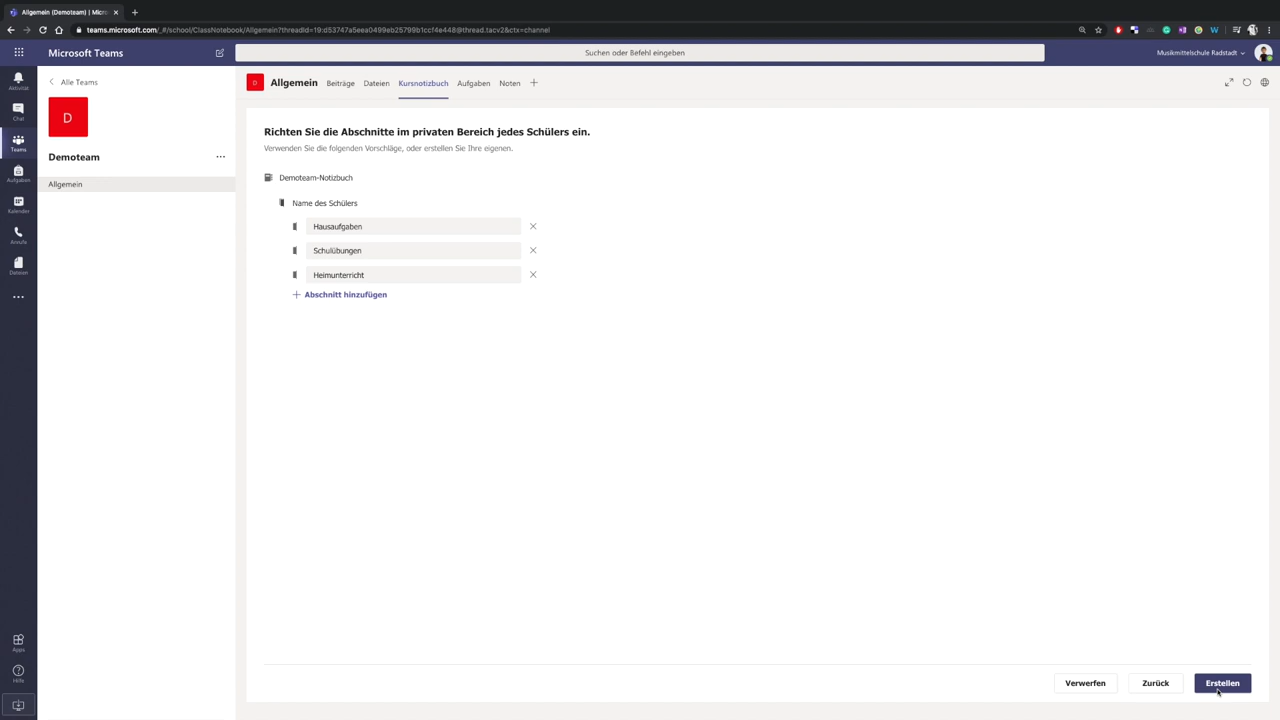 Allgemein (Demoteam) | Micros
teams.microsoft.com/_#/school/ClassNotebook/Allgemein?threadid=19:d53747a5eea0499eb25799b1ccf4e448@thread.tacv2&ctx=channel
Microsoft Teams
Suchen oder Befehl eingeben
Musikmittelschule Radstadt
Aktivität
Chat
Teams
Aufgaben
Kalender
Anrufe
Dateien
Apps
Hilfe
Alle Teams
D
Demoteam
Allgemein
D
Allgemein
Beiträge
Dateien
Kursnotizbuch
Aufgaben
Noten
Richten Sie die Abschnitte im privaten Bereich jedes Schülers ein.
Verwenden Sie die folgenden Vorschläge, oder erstellen Sie Ihre eigenen.
Demoteam-Notizbuch
Name des Schülers
Hausaufgaben
Schulübungen
Heimunterricht
Abschnitt hinzufügen
Verwerfen
Zurück
Erstellen